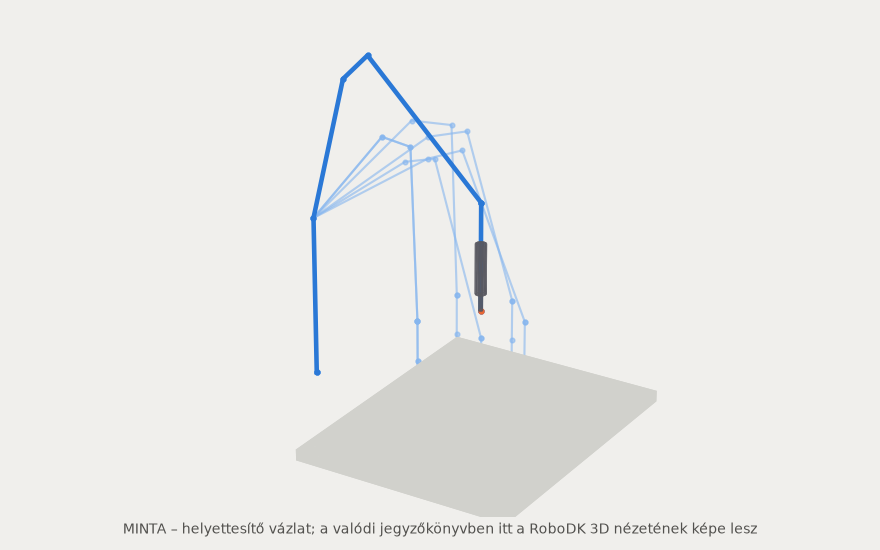 MINTA – helyettesítő vázlat; a valódi jegyzőkönyvben itt a RoboDK 3D nézetének képe lesz